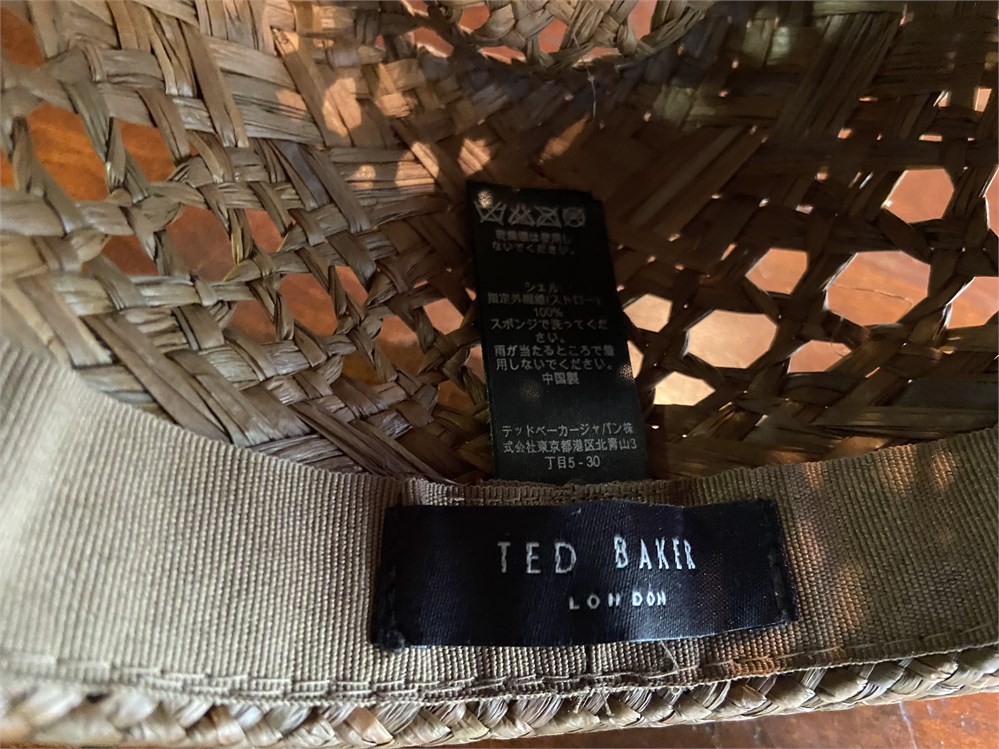 乾燥機は使用し
ないでください。
シェル:
指定外繊維(ストロー)
100%
スポンジで洗ってくだ
さい。
雨が当たるところで着
用しないでください。
中国製
テッドベーカージャパン株
式会社東京都港区北青山3
丁目5-30
TED BAKER
LONDON